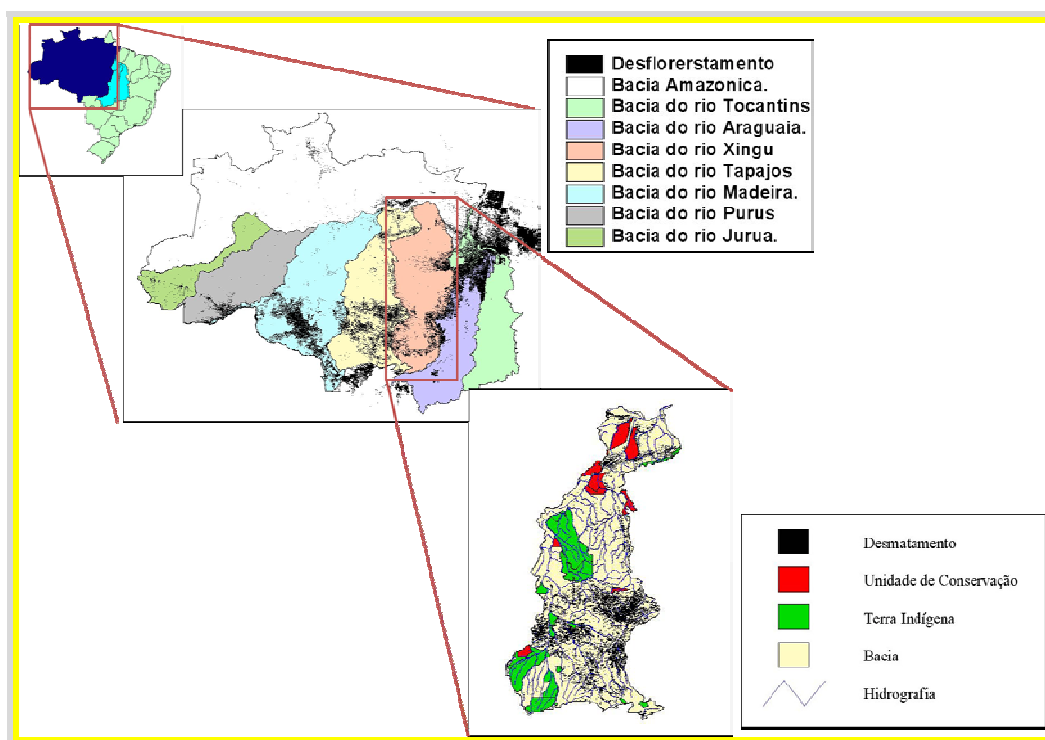 Desflorerstamento
Bacia Amazonica.
Bacia do rio Tocantins
Bacia do rio Araguaia.
Bacia do rio Xingu
Bacia do rio Tapajos
Bacia do rio Madeira.
Bacia do rio Purus
Bacia do rio Jurua.
Desmatamento
Unidade de Conservação
Terra Indígena
Bacia
Hidrografia